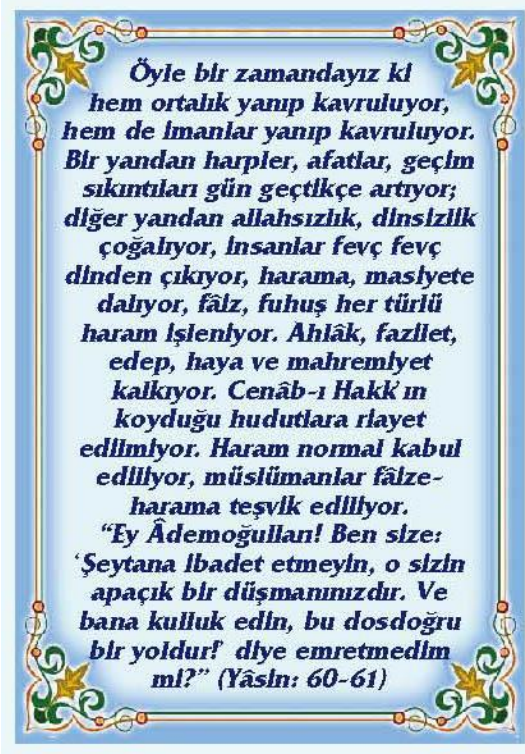 Öyle bir zamandayız ki
hem ortalık yanıp kavruluyor,
hem de imanlar yanıp kavruluyor.
Bir yandan harpler, afatlar, geçim
sıkıntıları gün geçtikçe artıyor;
diğer yandan allahsızlık, dinsizlik
çoğalıyor, insanlar fevç fevç
dinden çıkıyor, harama, masiyete
dalıyor, fâiz, fuhuş her türlü
haram işleniyor. Ahlâk, fazilet,
edep, haya ve mahremiyet
kalkıyor. Cenâb-ı Hakk'ın
koyduğu hudutlara riayet
edilmiyor. Haram normal kabul
ediliyor, müslümanlar fâize-
harama teşvik ediliyor.
“Ey Âdemoğulları! Ben size:
‘Şeytana ibadet etmeyin, o sizin
apaçık bir düşmanınızdır. Ve
bana kulluk edin, bu dosdoğru
bir yoldur!’ diye emretmedim
mi?” (Yâsin: 60-61)